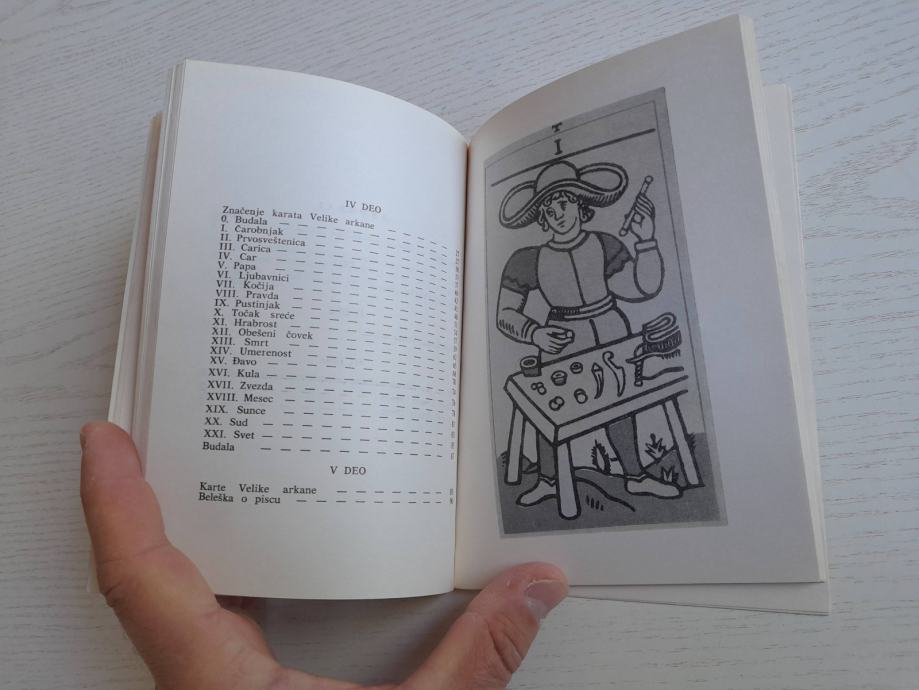 IV DEO
Značenje karata Velike arkane
0. Budala — — — — — — —
I. Čarobnjak — — — — — — —
II. Prvosveštenica — — — — — —
III. Carica — — — — — — — —
IV. Car — — — — — — — —
V. Papa — — — — — — — —
VI. Ljubavnici — — — — — — —
VII. Kočija — — — — — — — —
VIII. Pravda — — — — — — —
IX. Pustinjak — — — — — — —
X. Točak sreće — — — — — — —
XI. Hrabrost — — — — — — —
XII. Obešeni čovek — — — — — —
XIII. Smrt — — — — — — — —
XIV. Umerenost — — — — — — —
XV. Đavo — — — — — — — —
XVI. Kula — — — — — — — —
XVII. Zvezda — — — — — — —
XVIII. Mesec — — — — — — —
XIX. Sunce — — — — — — —
XX. Sud — — — — — — — —
XXI. Svet — — — — — — — —
Budala — — — — — — — — —
V DEO
Karte Velike arkane — — — — — —
Beleška o piscu — — — — — — —
I